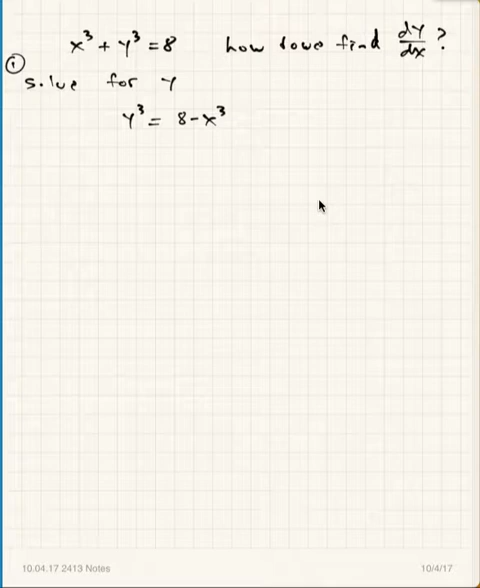 x³ + y³ = 8 how do we find dy/dx ?
① solve for y
y³ = 8 - x³
10.04.17 2413 Notes 10/4/17